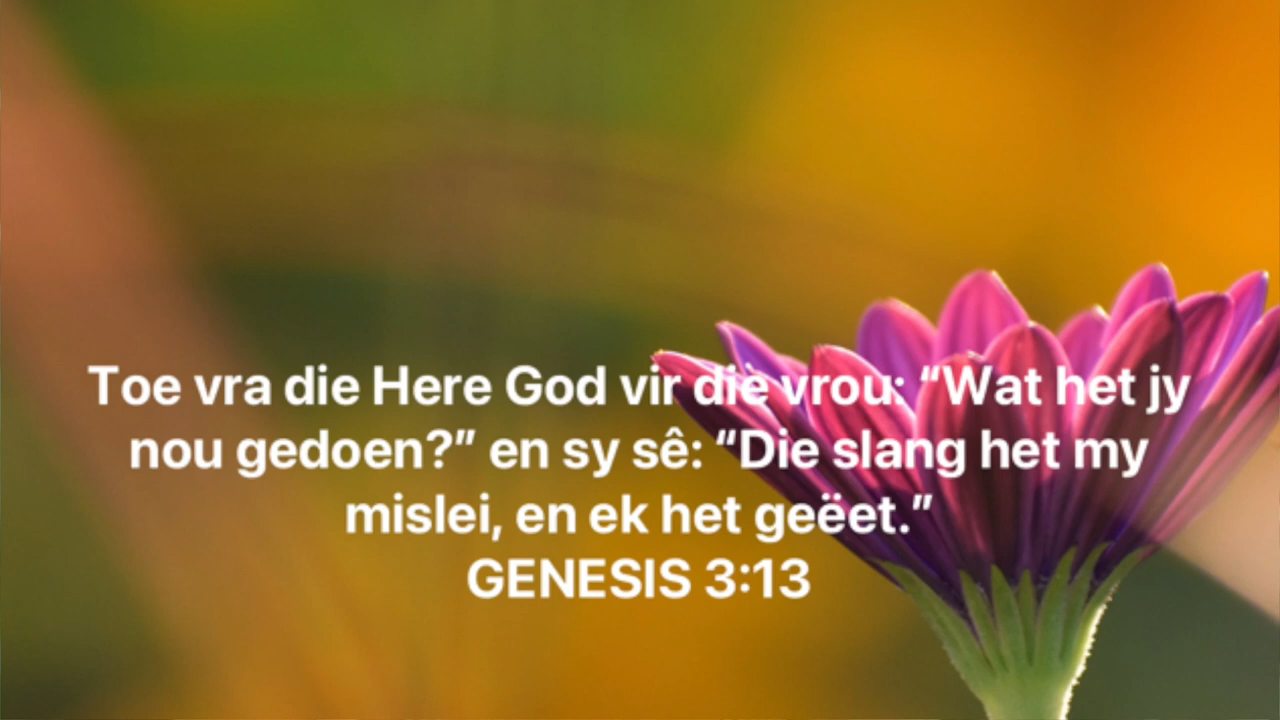 Toe vra die Here God vir die vrou: “Wat het jy
nou gedoen?” en sy sê: “Die slang het my
mislei, en ek het geëet.”
GENESIS 3:13